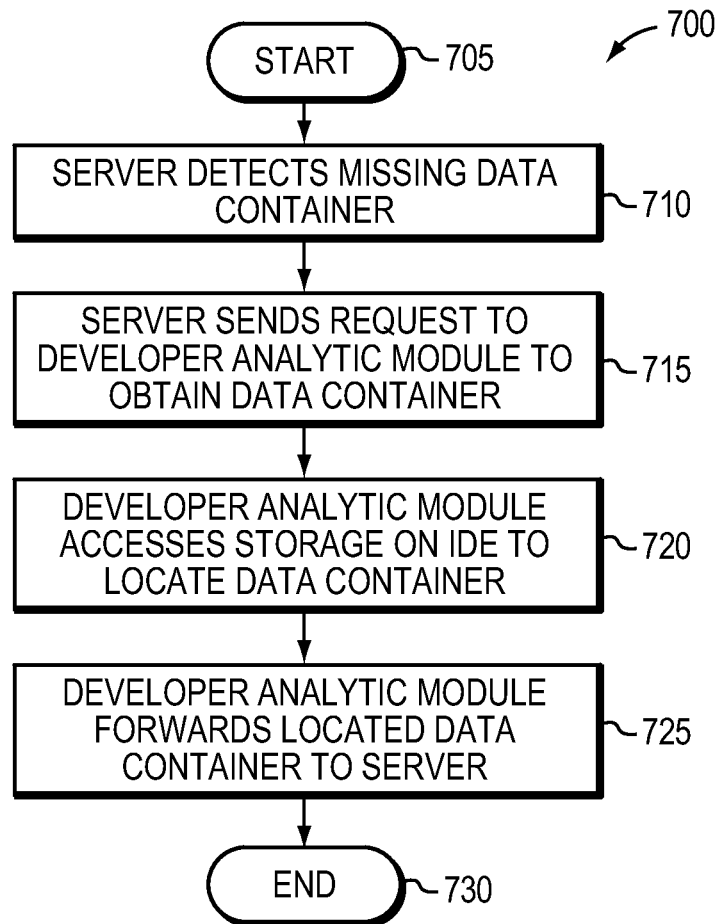 700
START
705
SERVER DETECTS MISSING DATA
CONTAINER
710
SERVER SENDS REQUEST TO
DEVELOPER ANALYTIC MODULE TO
OBTAIN DATA CONTAINER
715
DEVELOPER ANALYTIC MODULE
ACCESSES STORAGE ON IDE TO
LOCATE DATA CONTAINER
720
DEVELOPER ANALYTIC MODULE
FORWARDS LOCATED DATA
CONTAINER TO SERVER
725
END
730